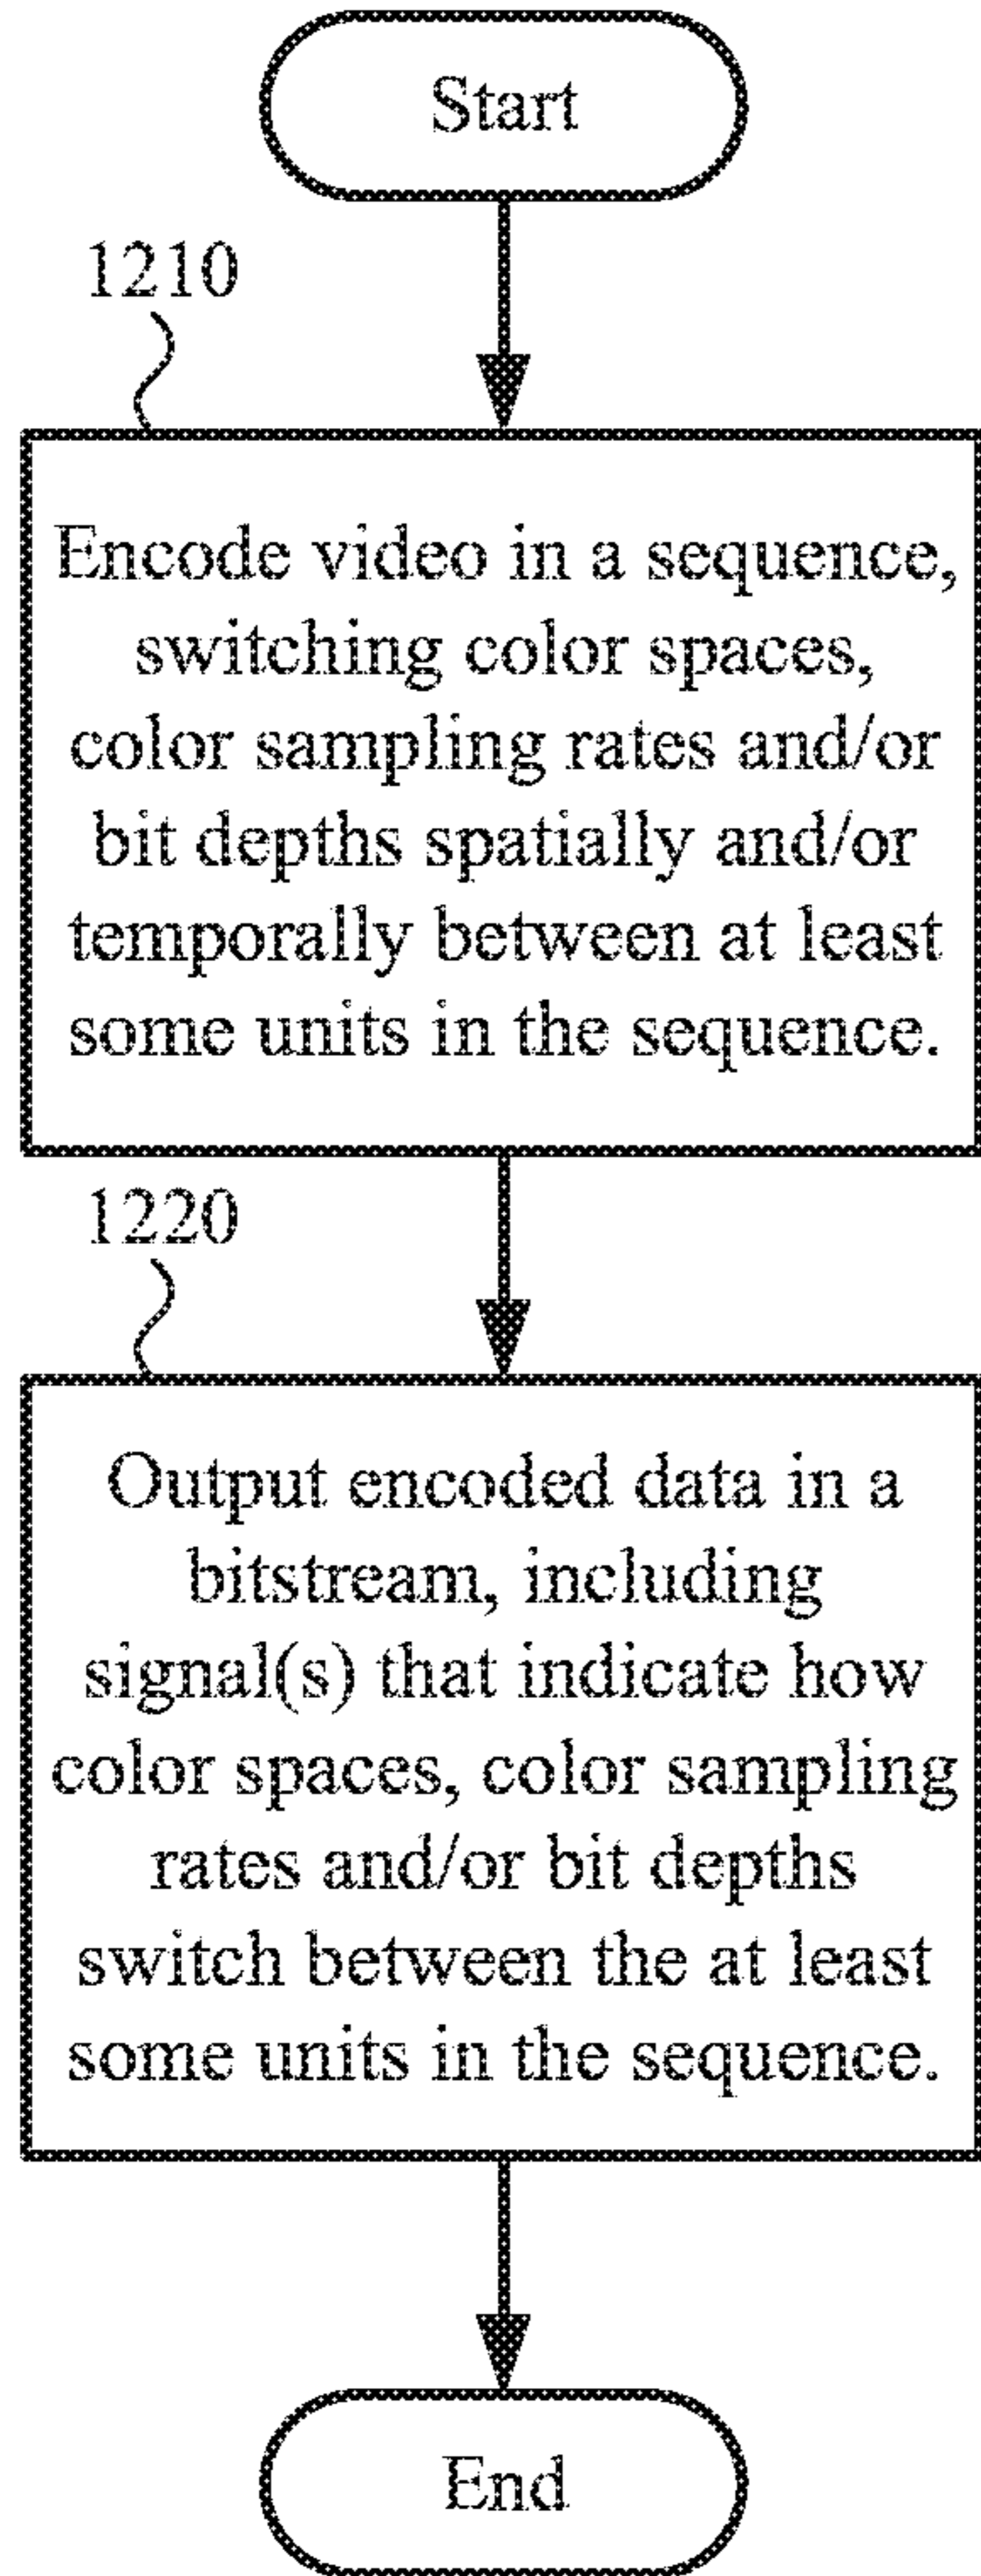 Start
1210
Encode video in a sequence,
switching color spaces,
color sampling rates and/or
bit depths spatially and/or
temporally between at least
some units in the sequence.
1220
Output encoded data in a
bitstream, including
signal(s) that indicate how
color spaces, color sampling
rates and/or bit depths
switch between the at least
some units in the sequence.
End